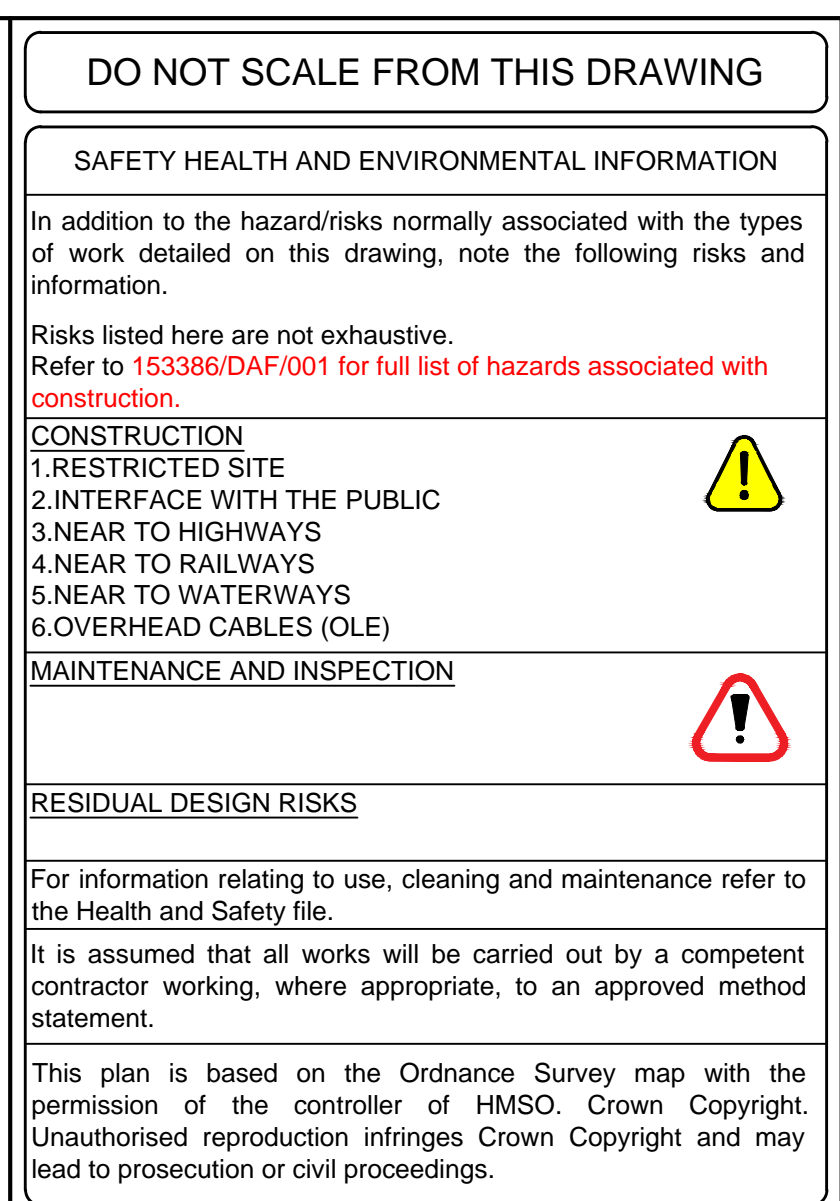 DO NOT SCALE FROM THIS DRAWING
SAFETY HEALTH AND ENVIRONMENTAL INFORMATION
In addition to the hazard/risks normally associated with the types
of work detailed on this drawing, note the following risks and
information.
Risks listed here are not exhaustive.
Refer to 153386/DAF/001 for full list of hazards associated with
construction.
CONSTRUCTION
1.RESTRICTED SITE
2.INTERFACE WITH THE PUBLIC
3.NEAR TO HIGHWAYS
4.NEAR TO RAILWAYS
5.NEAR TO WATERWAYS
6.OVERHEAD CABLES (OLE)
!
MAINTENANCE AND INSPECTION
!
RESIDUAL DESIGN RISKS
For information relating to use, cleaning and maintenance refer to
the Health and Safety file.
It is assumed that all works will be carried out by a competent
contractor working, where appropriate, to an approved method
statement.
This plan is based on the Ordnance Survey map with the
permission of the controller of HMSO. Crown Copyright.
Unauthorised reproduction infringes Crown Copyright and may
lead to prosecution or civil proceedings.